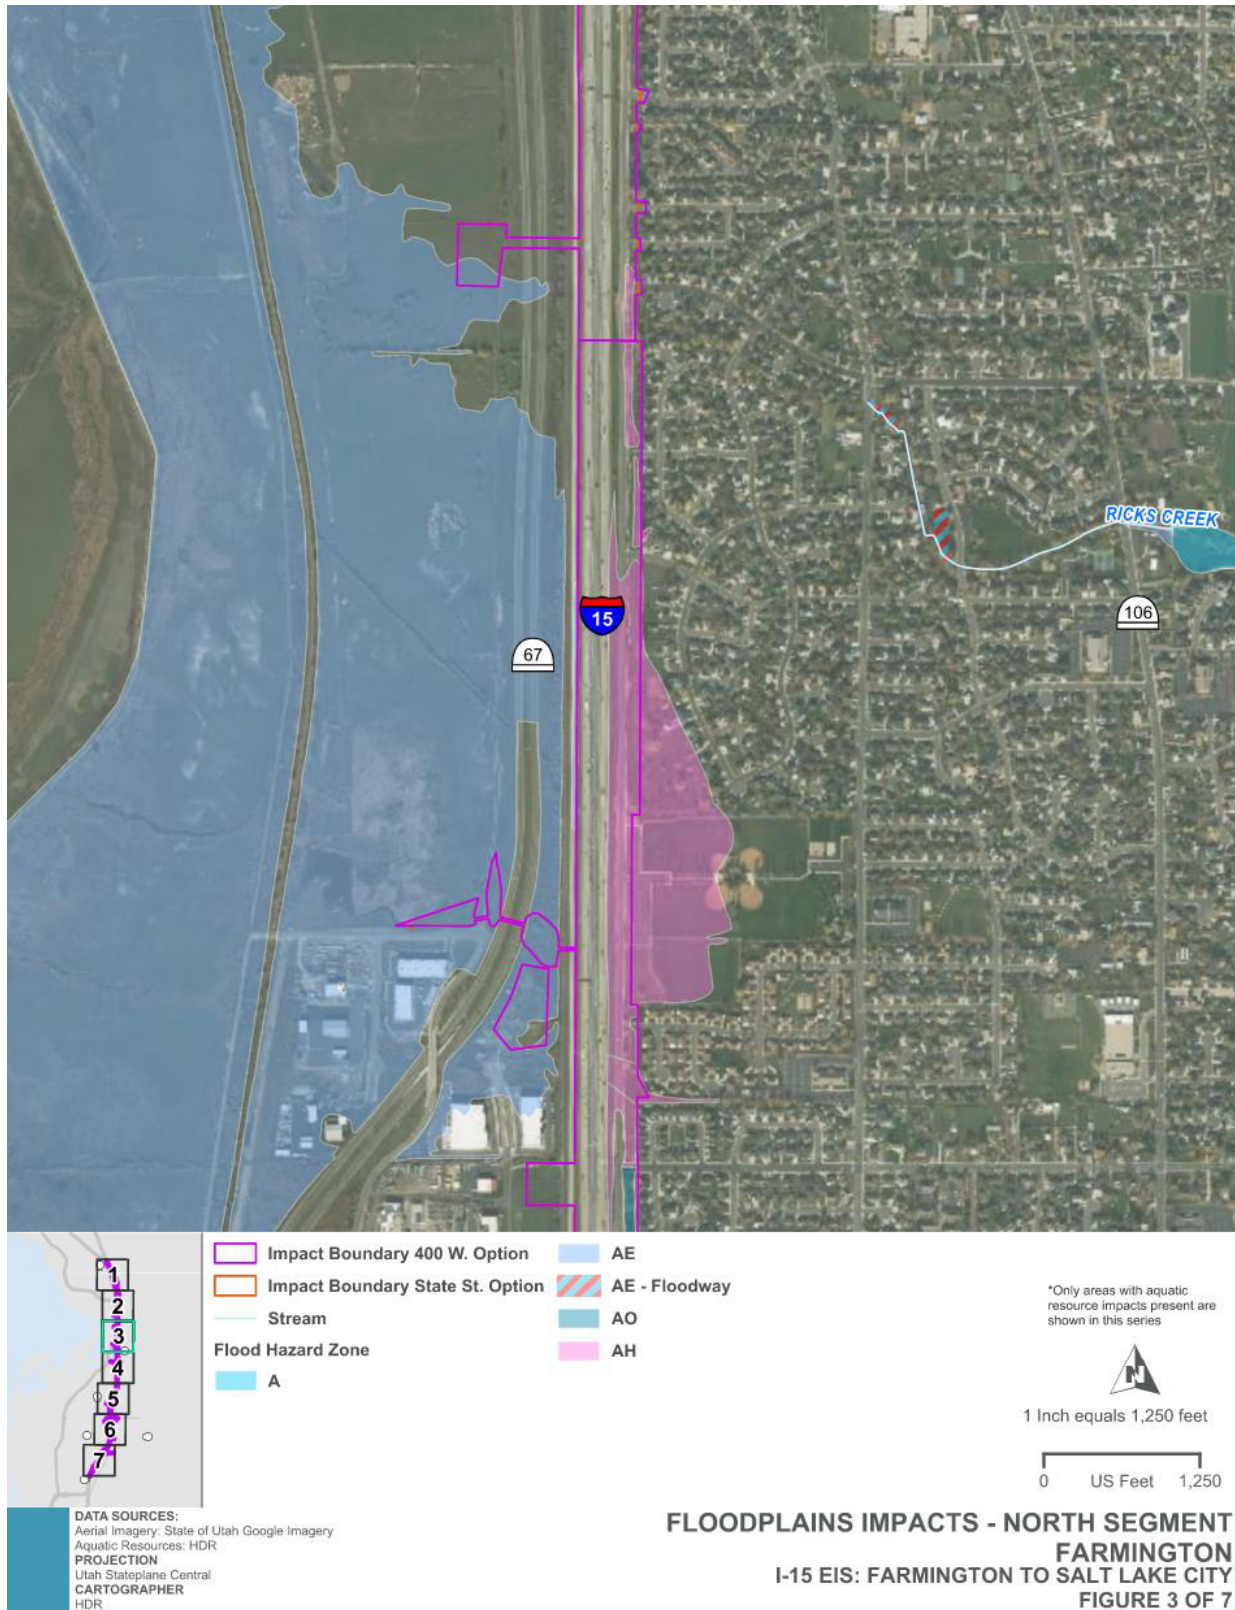 RICKS CREEK
15
106
67
1
2
3
4
5
6
7
Impact Boundary 400 W. Option
Impact Boundary State St. Option
Stream
Flood Hazard Zone
A
AE
AE - Floodway
AO
AH
*Only areas with aquatic
resource impacts present are
shown in this series
N
1 Inch equals 1,250 feet
0 US Feet 1,250
DATA SOURCES:
Aerial Imagery: State of Utah Google Imagery
Aquatic Resources: HDR
PROJECTION
Utah Stateplane Central
CARTOGRAPHER
HDR
FLOODPLAINS IMPACTS - NORTH SEGMENT
FARMINGTON
I-15 EIS: FARMINGTON TO SALT LAKE CITY
FIGURE 3 OF 7